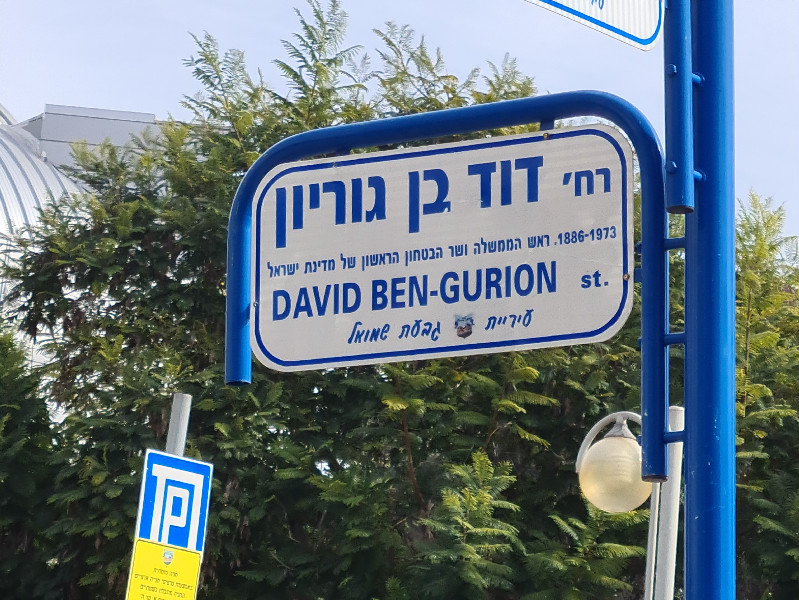 רח׳ דוד בן גוריון
1886-1973. ראש הממשלה ושר הבטחון הראשון של מדינת ישראל
DAVID BEN-GURION st.
עיריית גבעת שמואל